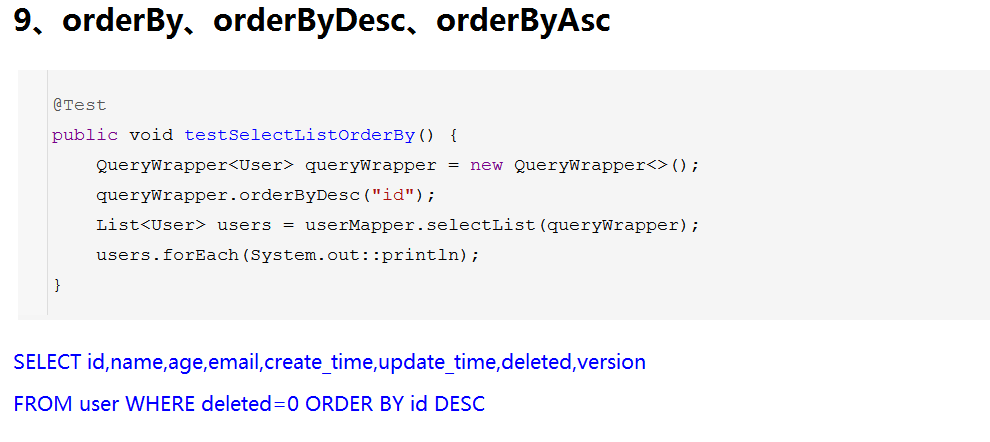 9、orderBy、orderByDesc、orderByAsc
@Test
public void testSelectListOrderBy() {
    QueryWrapper<User> queryWrapper = new QueryWrapper<>();
    queryWrapper.orderByDesc("id");
    List<User> users = userMapper.selectList(queryWrapper);
    users.forEach(System.out::println);
}
SELECT id,name,age,email,create_time,update_time,deleted,version
FROM user WHERE deleted=0 ORDER BY id DESC